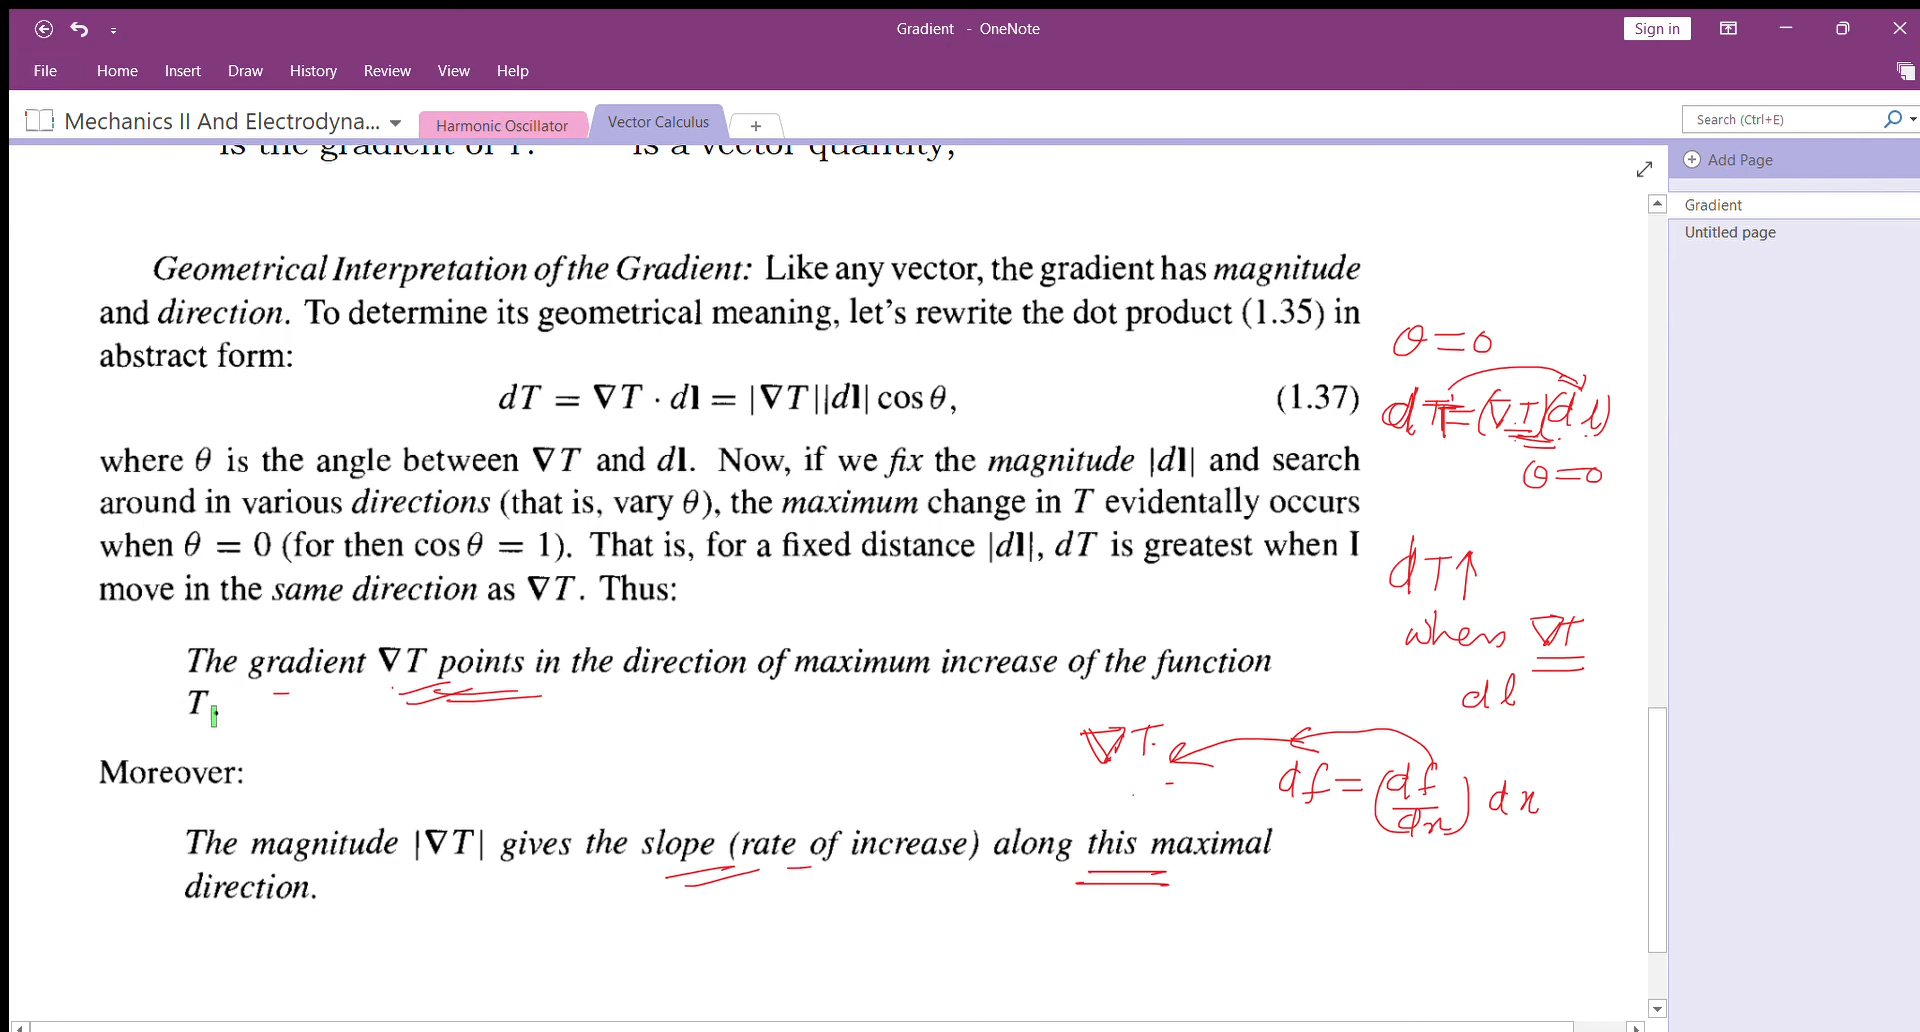 Gradient - OneNote
Sign in
File Home Insert Draw History Review View Help
Mechanics II And Electrodyna...
Harmonic Oscillator
Vector Calculus
+
Search (Ctrl+E)
Add Page
Gradient
Untitled page
is the gradient of T. is a vector quantity,
Geometrical Interpretation of the Gradient: Like any vector, the gradient has magnitude
and direction. To determine its geometrical meaning, let's rewrite the dot product (1.35) in
abstract form:
dT = ∇T · dl = |∇T||dl| cos θ, (1.37)
where θ is the angle between ∇T and dl. Now, if we fix the magnitude |dl| and search
around in various directions (that is, vary θ), the maximum change in T evidentally occurs
when θ = 0 (for then cos θ = 1). That is, for a fixed distance |dl|, dT is greatest when I
move in the same direction as ∇T. Thus:
The gradient ∇T points in the direction of maximum increase of the function
T.
Moreover:
The magnitude |∇T| gives the slope (rate of increase) along this maximal
direction.
θ=0
dT=(∇T)(dl)
θ=0
dT↑
when ∇T
dl
∇T.
df=(df/dx) dx